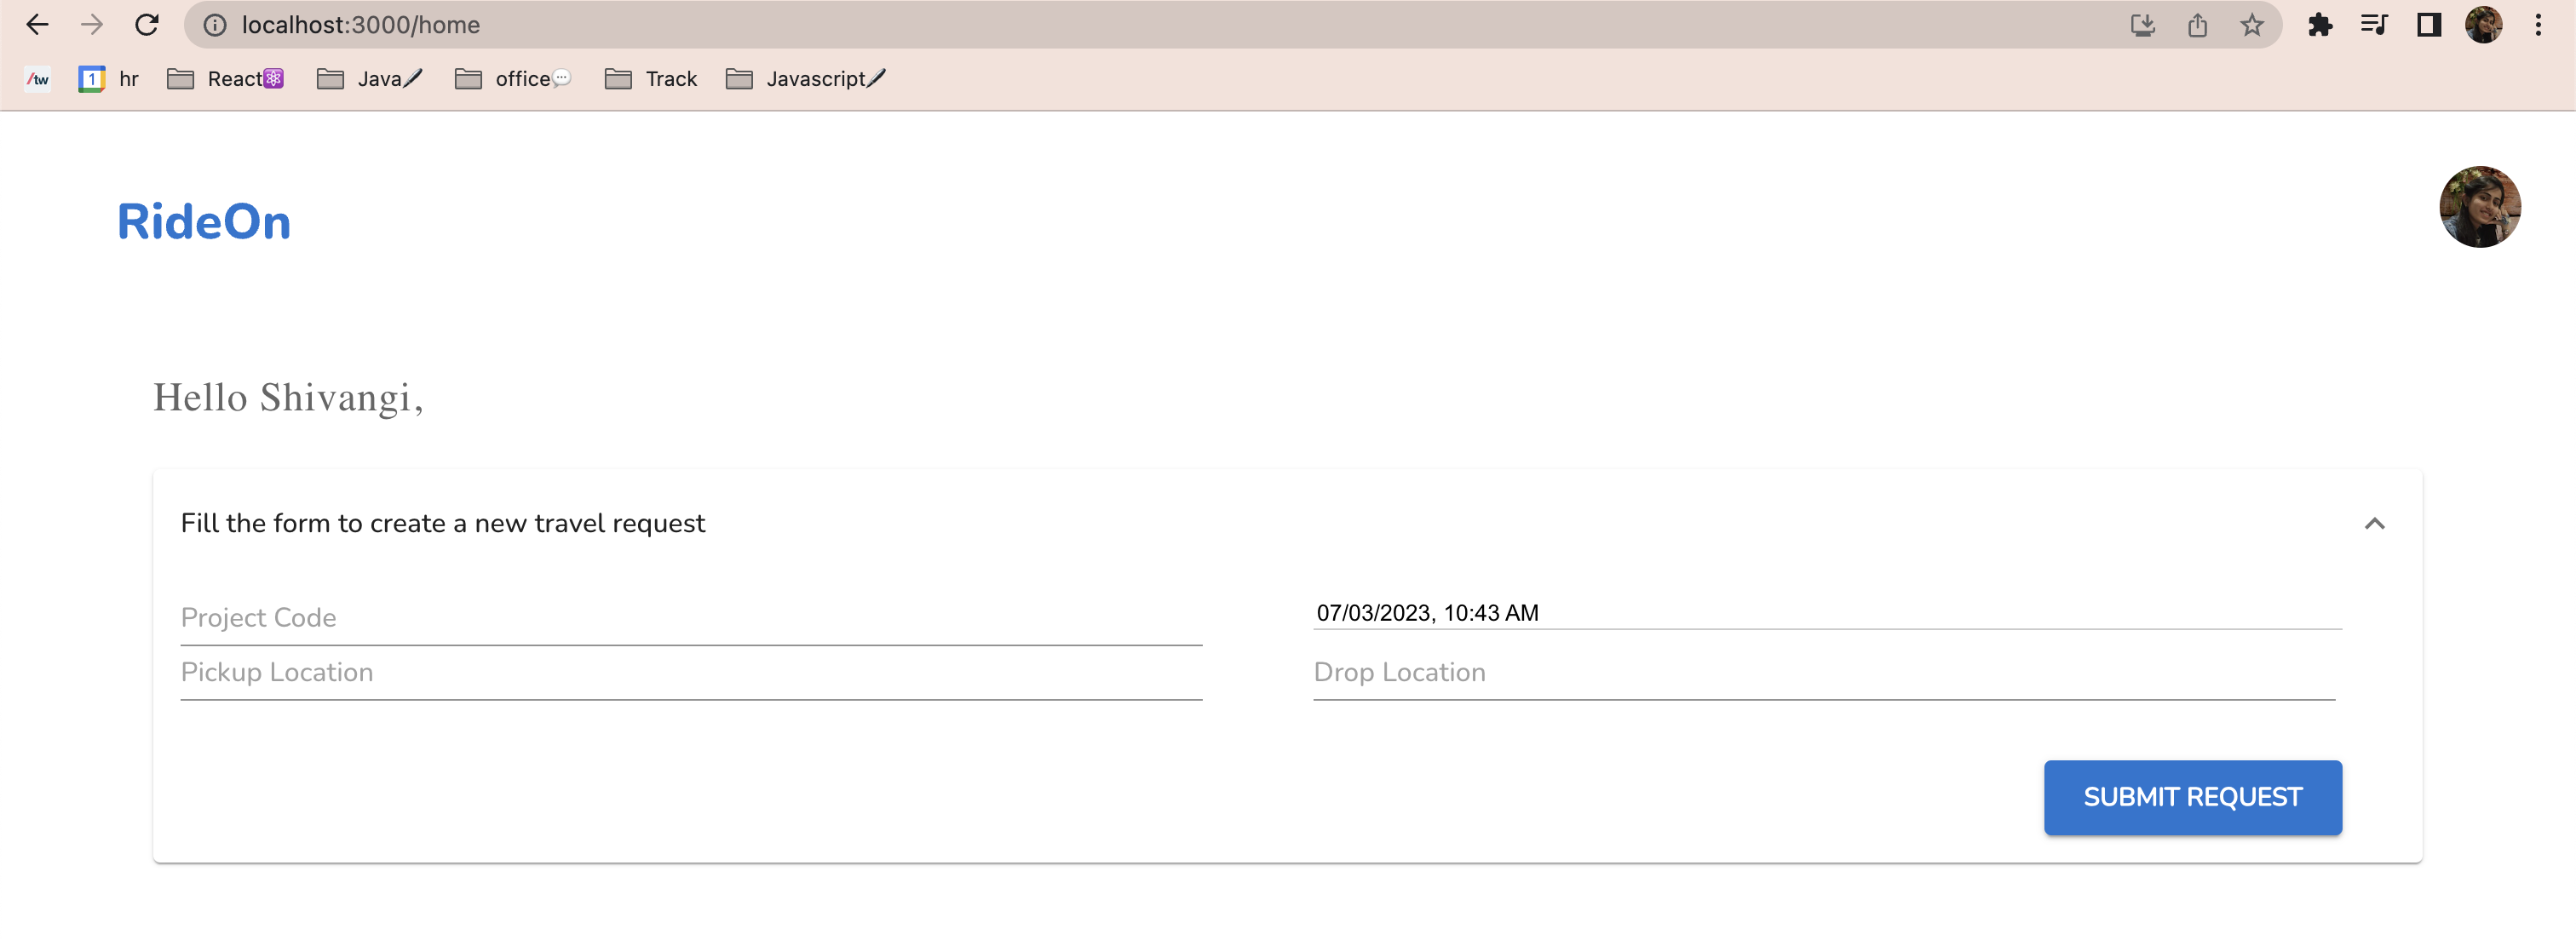 localhost:3000/home
/tw 1 hr React Java office Track Javascript
RideOn
Hello Shivangi,
Fill the form to create a new travel request
Project Code 07/03/2023, 10:43 AM
Pickup Location Drop Location
SUBMIT REQUEST